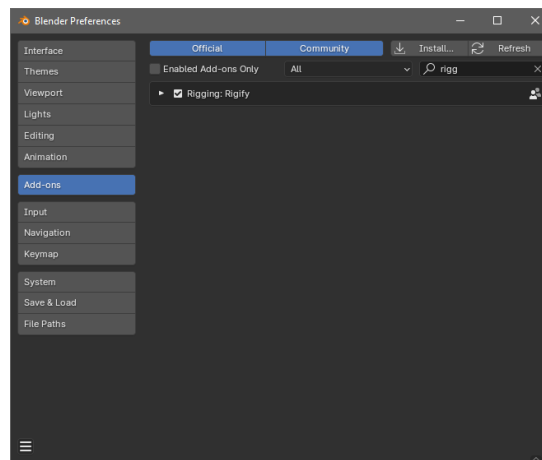 Blender Preferences
Interface
Themes
Viewport
Lights
Editing
Animation
Add-ons
Input
Navigation
Keymap
System
Save & Load
File Paths
Official Community Install... Refresh
Enabled Add-ons Only All rigg
Rigging: Rigify